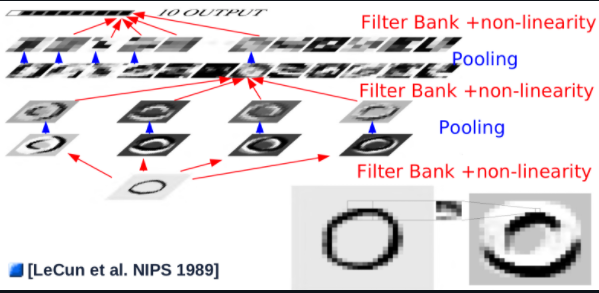 10 OUTPUT
Filter Bank +non-linearity
Pooling
Filter Bank +non-linearity
Pooling
Filter Bank +non-linearity
[LeCun et al. NIPS 1989]